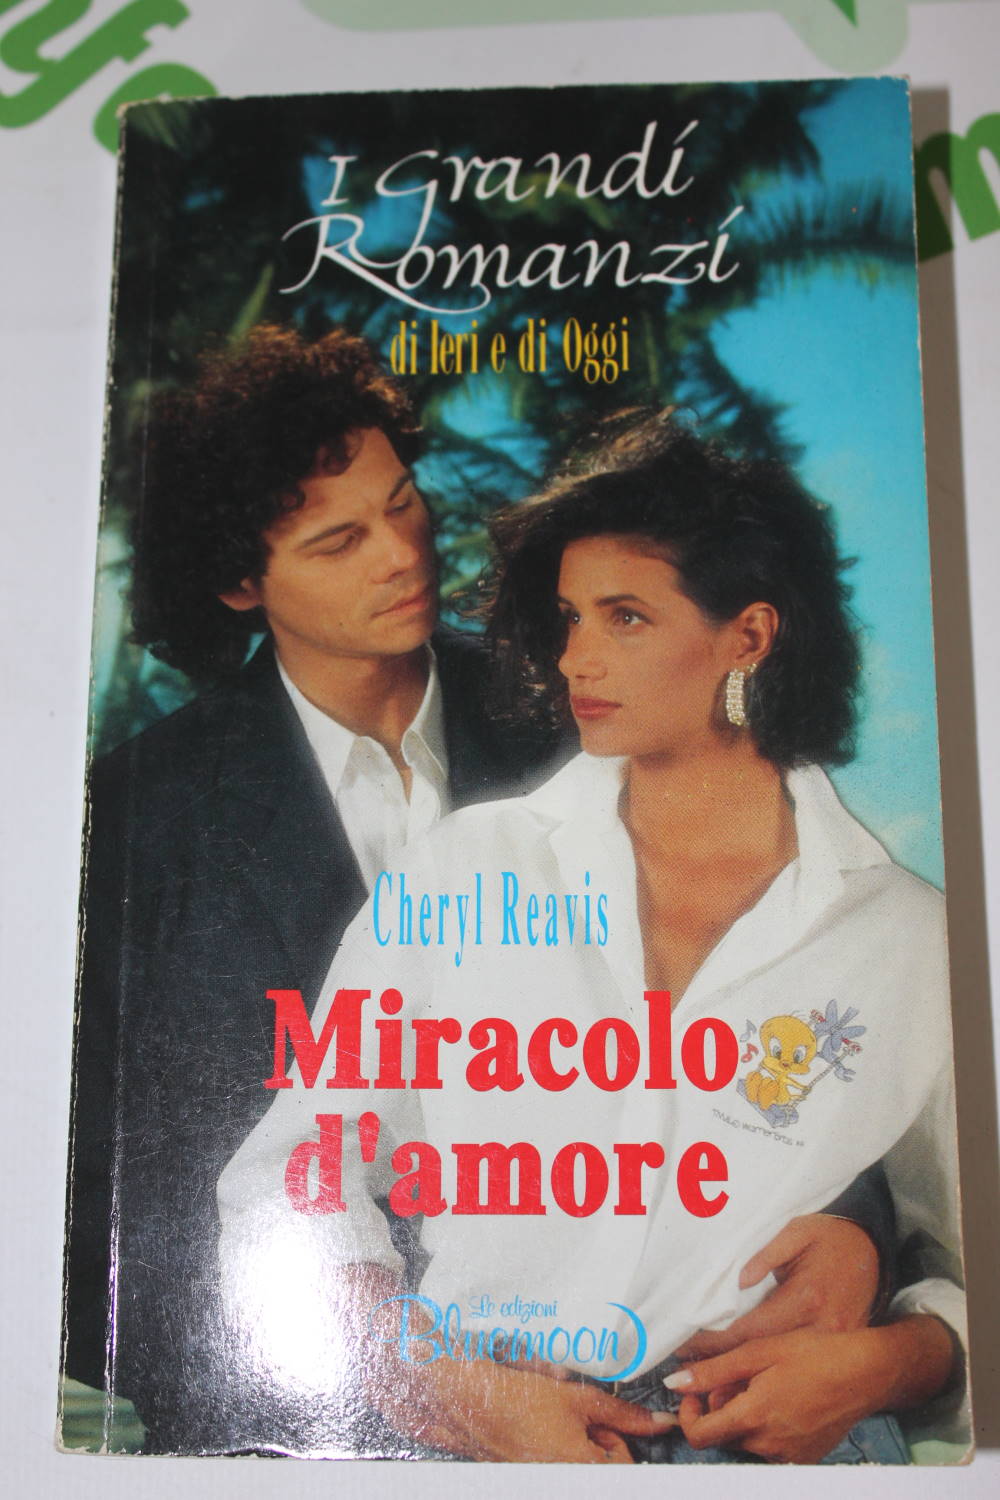 I Grandi
Romanzi
di Ieri e di Oggi
Cheryl Reavis
Miracolo
d'amore
Le edizioni
Bluemoon